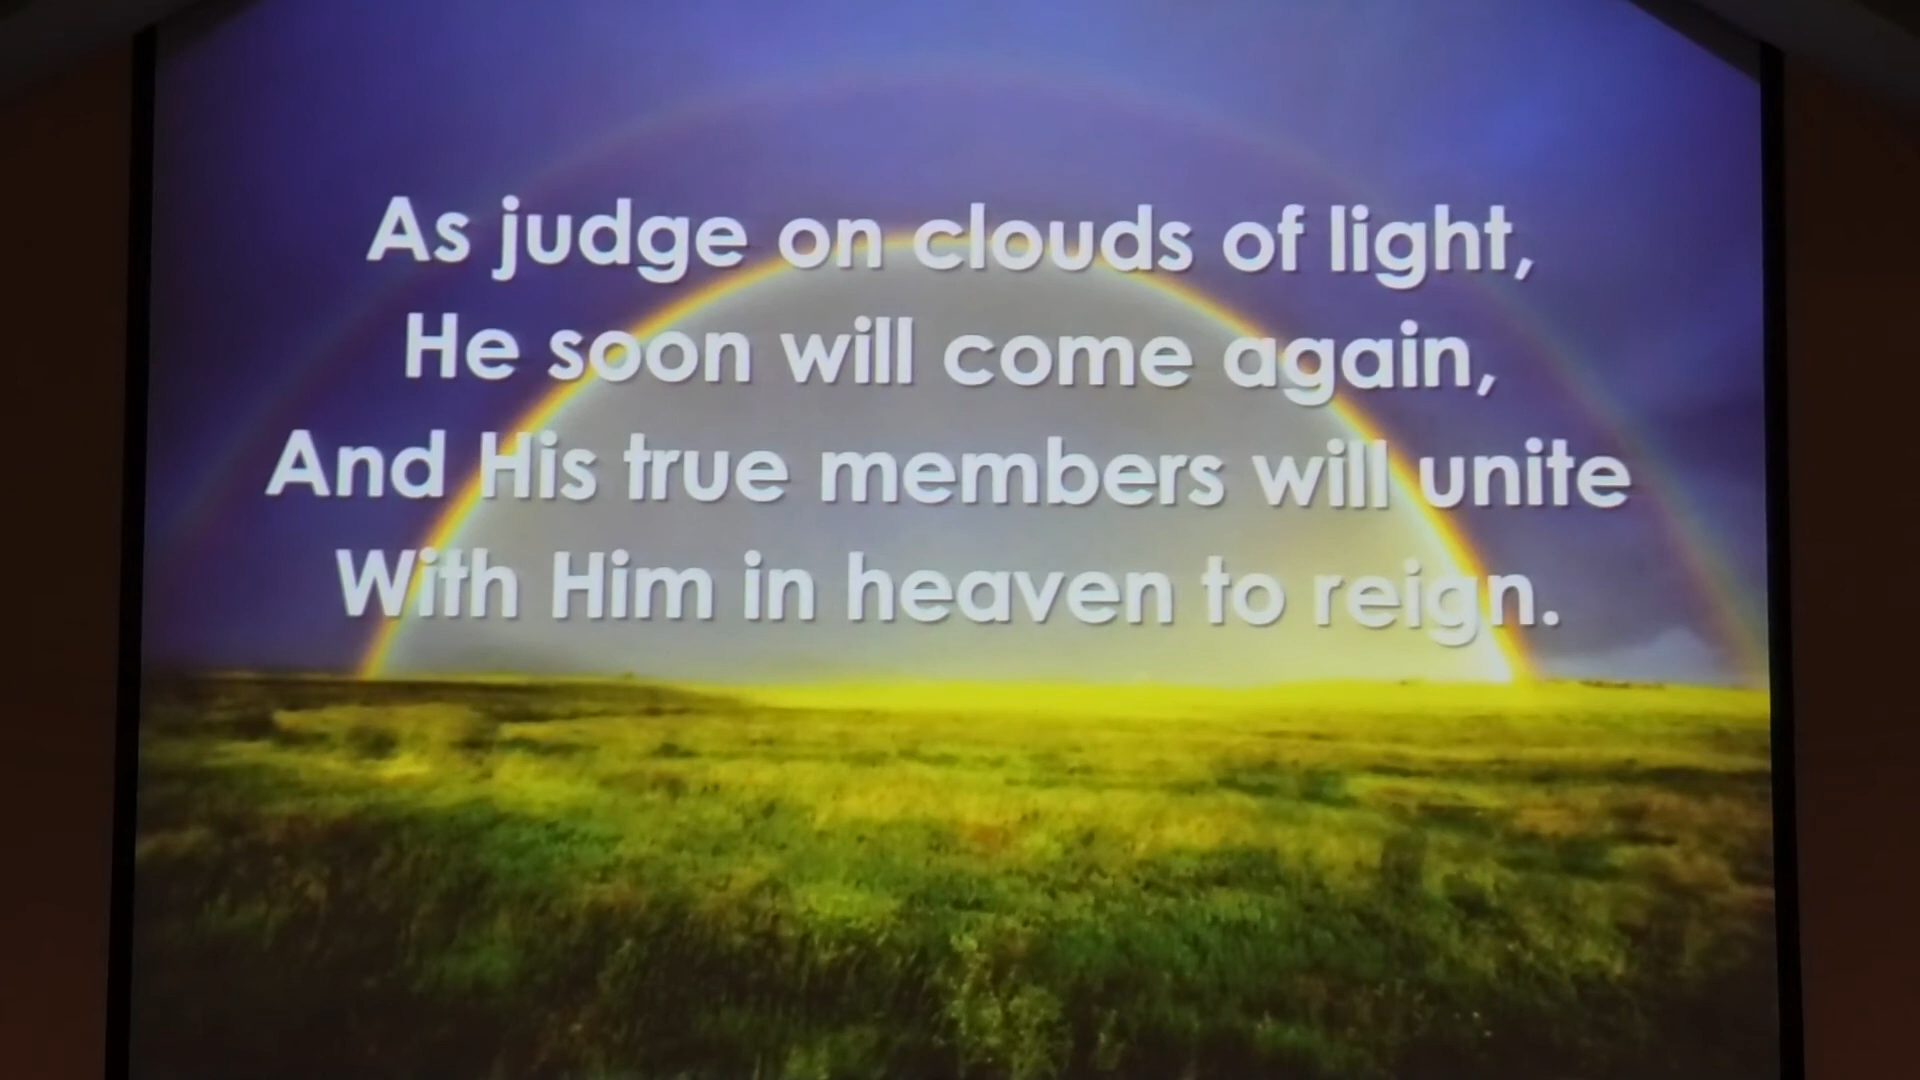 As judge on clouds of light,
He soon will come again,
And His true members will unite
With Him in heaven to reign.